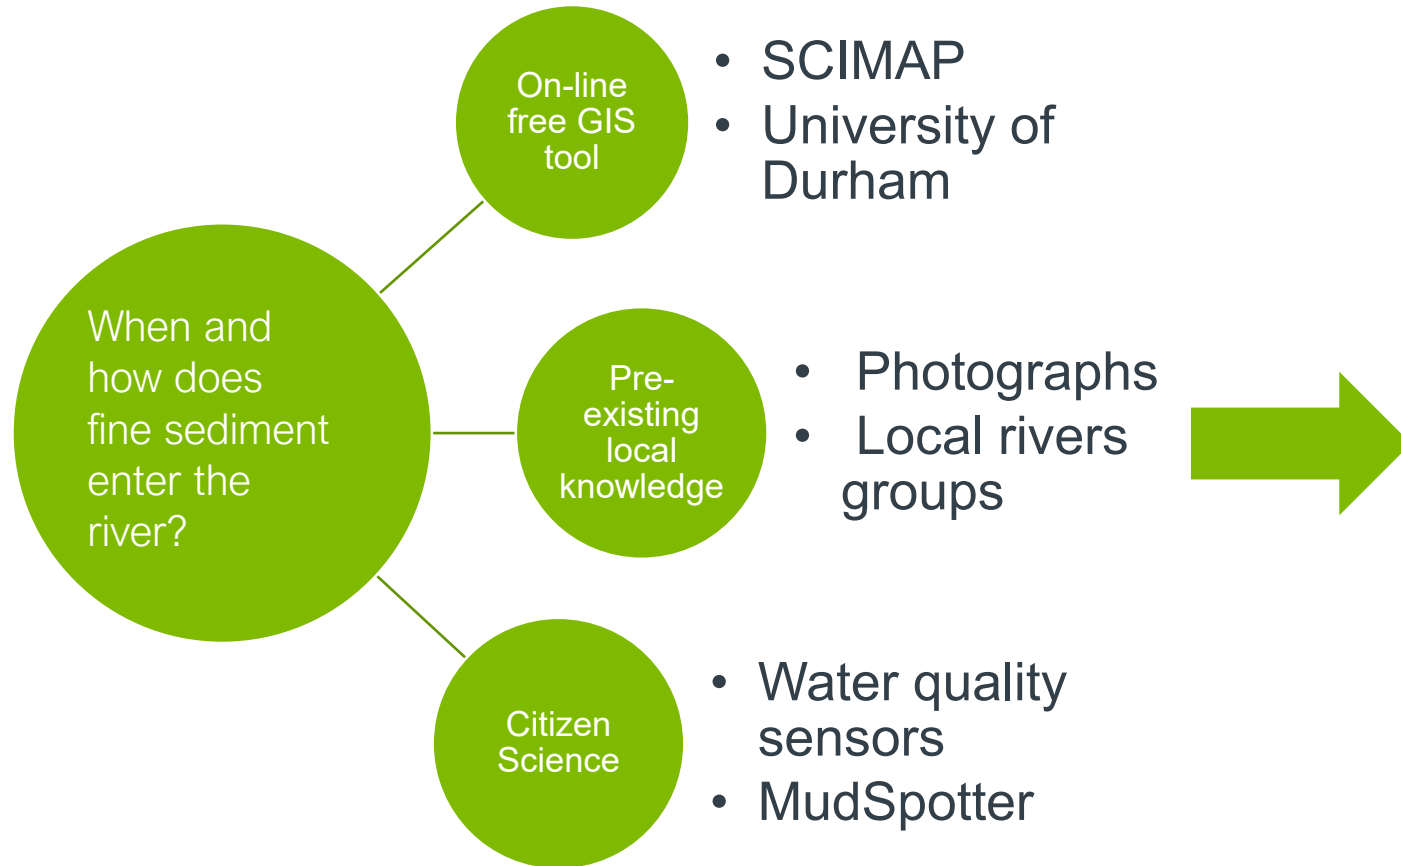 When and
how does
fine sediment
enter the
river?
On-line
free GIS
tool
• SCIMAP
• University of
Durham
Pre-
existing
local
knowledge
• Photographs
• Local rivers
groups
Citizen
Science
• Water quality
sensors
• MudSpotter